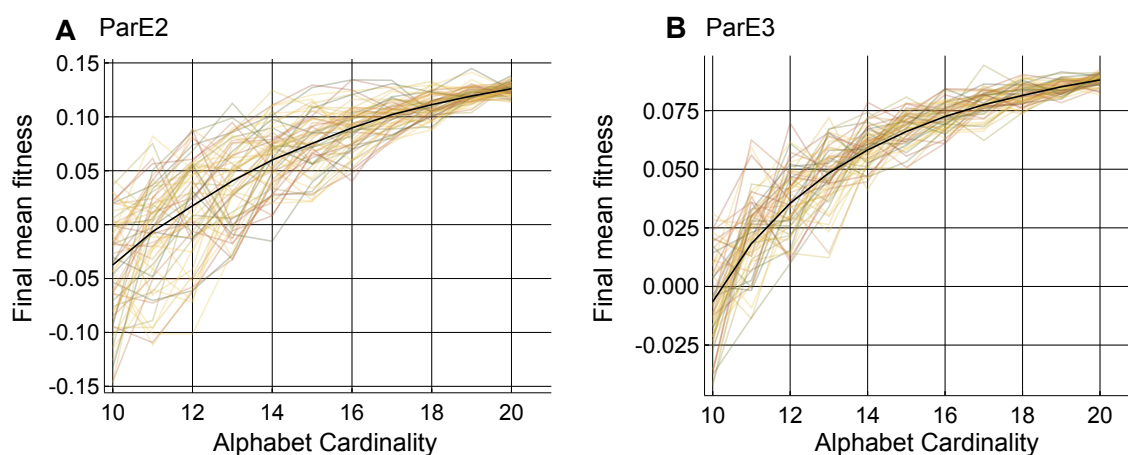 A ParE2
0.15
0.10
0.05
0.00
-0.05
-0.10
-0.15
Final mean fitness
10 12 14 16 18 20
Alphabet Cardinality
B ParE3
0.075
0.050
0.025
0.000
-0.025
Final mean fitness
10 12 14 16 18 20
Alphabet Cardinality